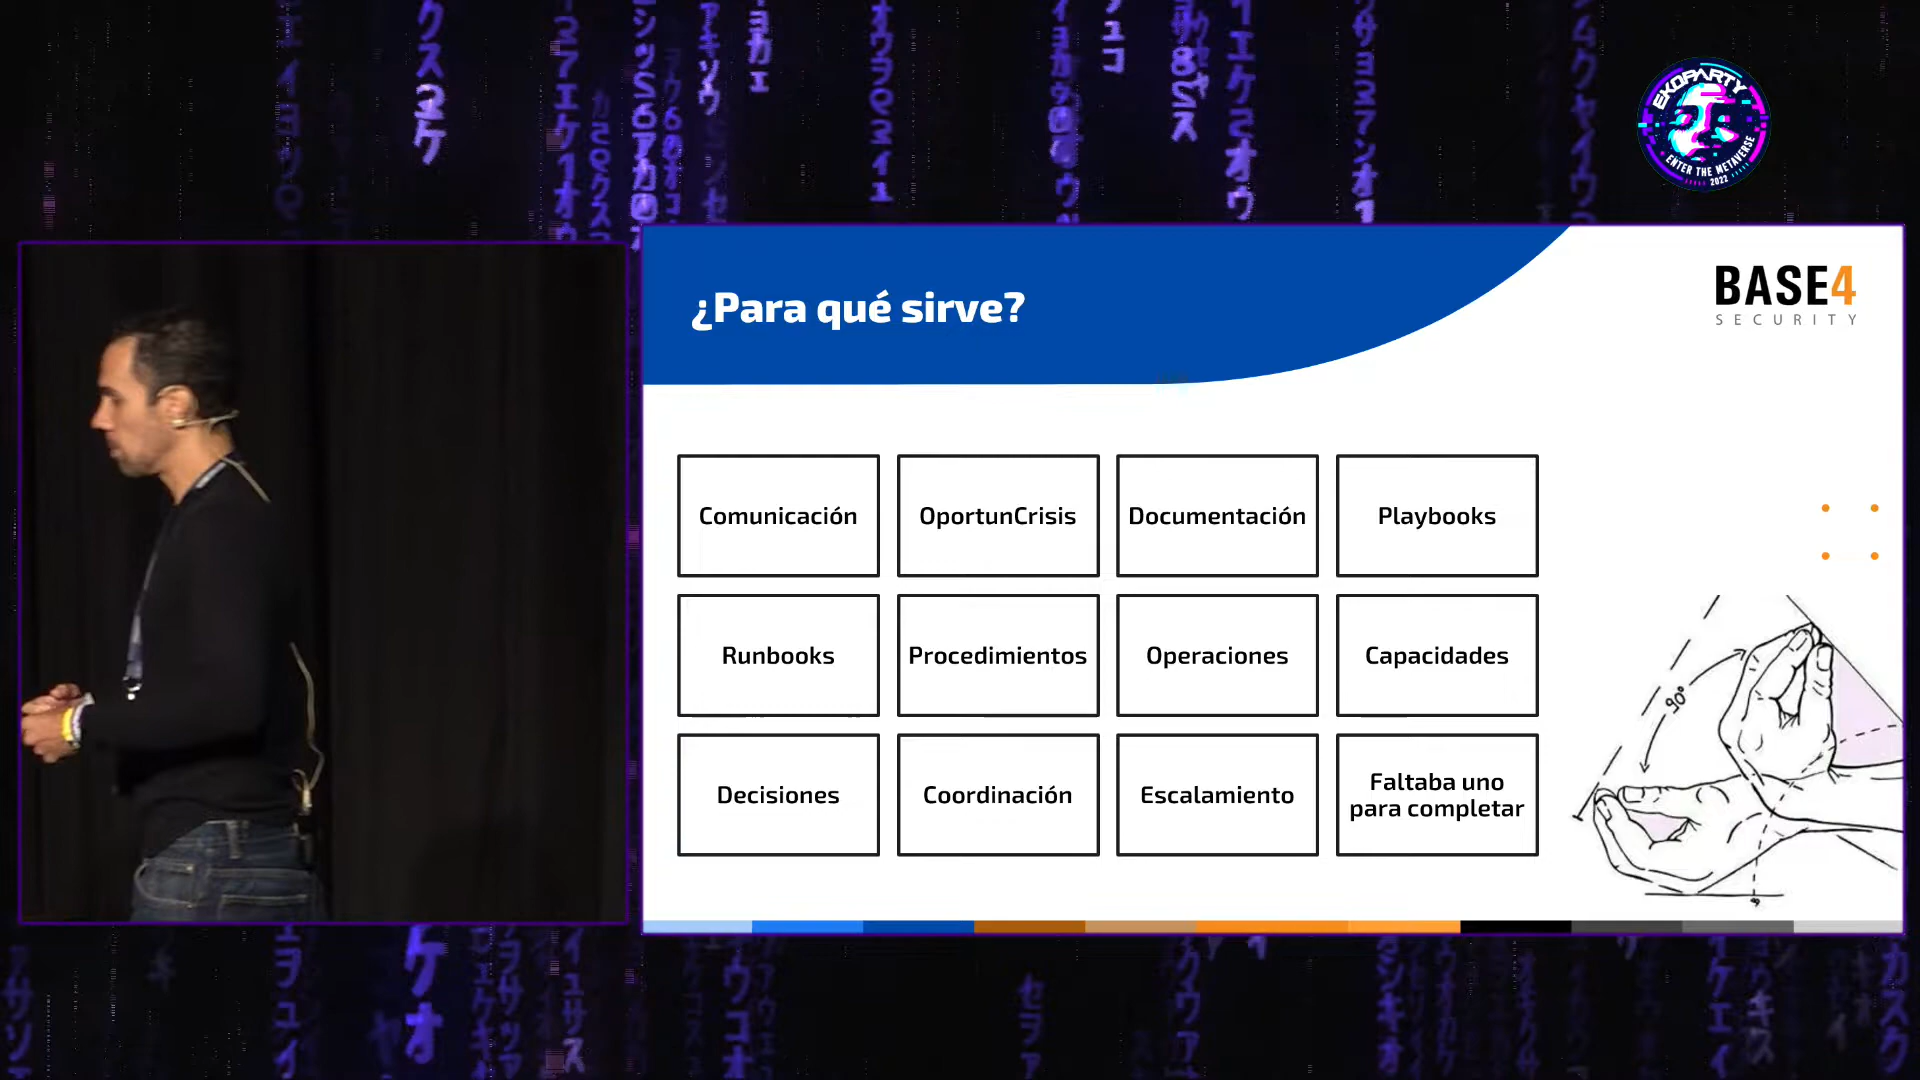 EKOPARTY
ENTER THE METAVERSE
2022
¿Para qué sirve?
BASE4
SECURITY
Comunicación
OportunCrisis
Documentación
Playbooks
Runbooks
Procedimientos
Operaciones
Capacidades
Decisiones
Coordinación
Escalamiento
Faltaba uno
para completar
90°